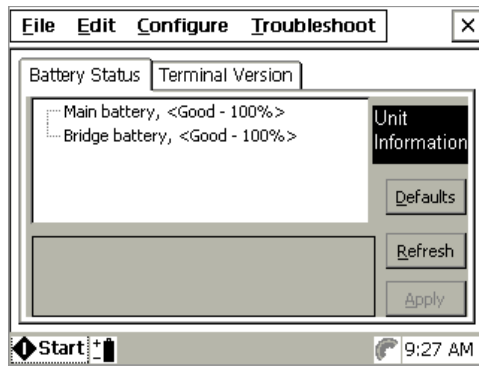 File Edit Configure Troubleshoot ×
Battery Status Terminal Version
Main battery, <Good - 100%>
Bridge battery, <Good - 100%>
Unit
Information
Defaults
Refresh
Apply
Start 9:27 AM